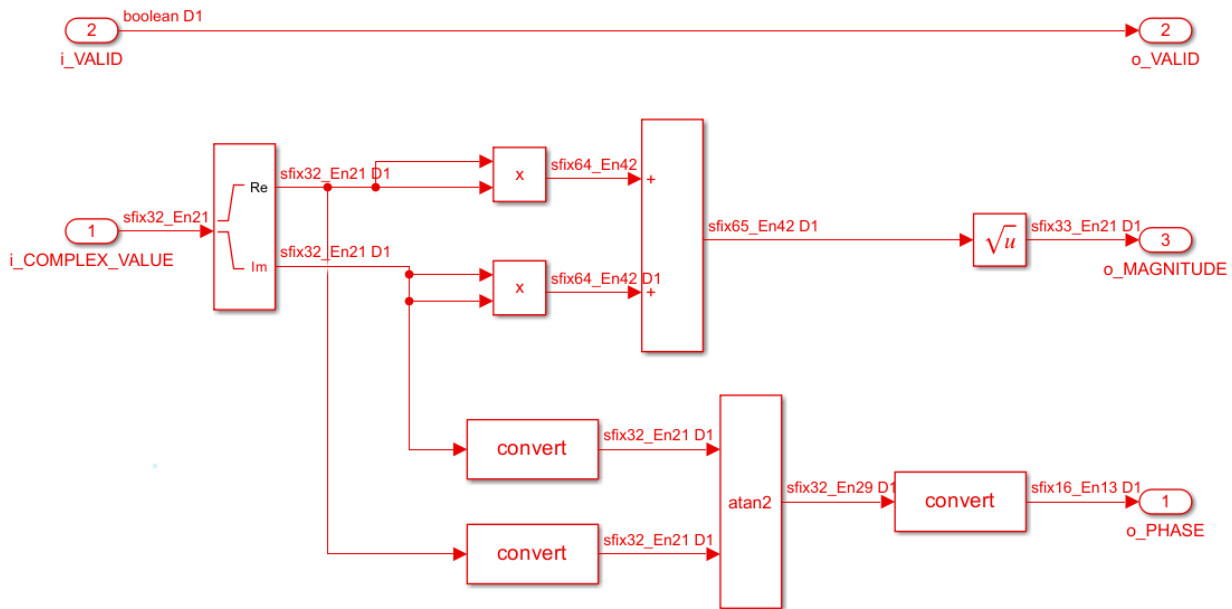 boolean D1
2
i_VALID
2
o_VALID
sfix32_En21
1
i_COMPLEX_VALUE
Re
Im
sfix32_En21 D1
sfix32_En21 D1
x
sfix64_En42
x
sfix64_En42 D1
+
+
sfix65_En42 D1
√u
sfix33_En21 D1
3
o_MAGNITUDE
convert
sfix32_En21 D1
convert
sfix32_En21 D1
atan2
sfix32_En29 D1
convert
sfix16_En13 D1
1
o_PHASE